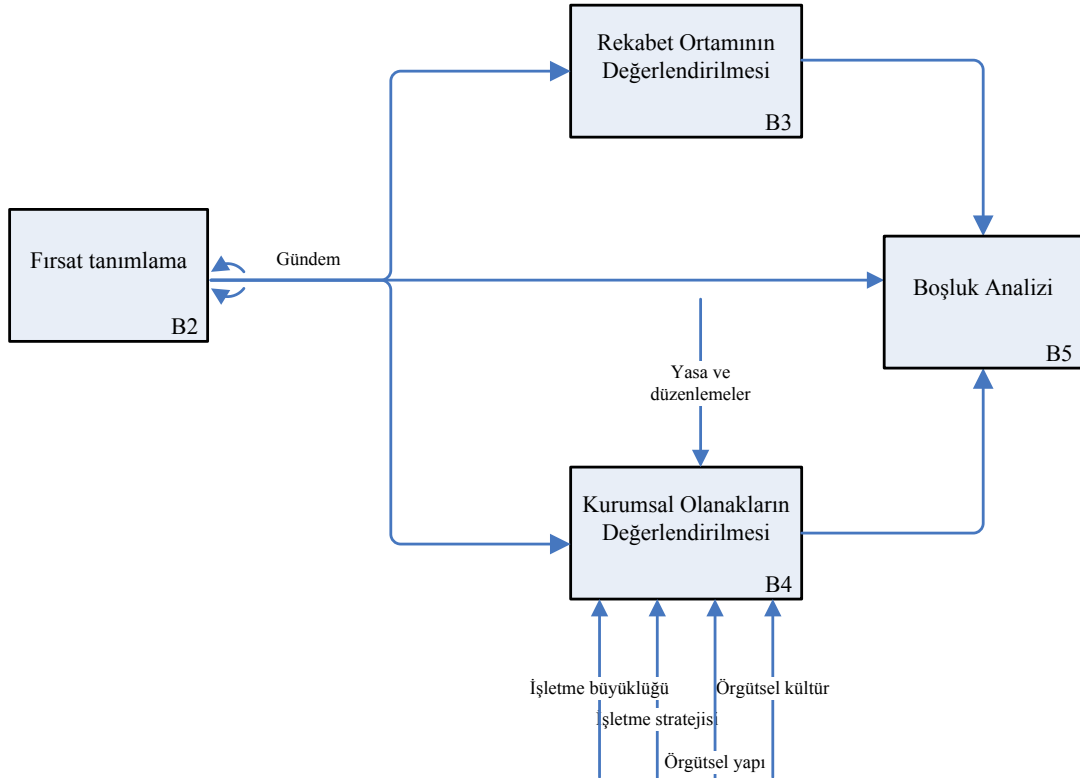 Rekabet Ortamının
Değerlendirilmesi
B3
Fırsat tanımlama
B2
Gündem
Boşluk Analizi
B5
Yasa ve
düzenlemeler
Kurumsal Olanakların
Değerlendirilmesi
B4
İşletme büyüklüğü
Örgütsel kültür
İşletme stratejisi
Örgütsel yapı